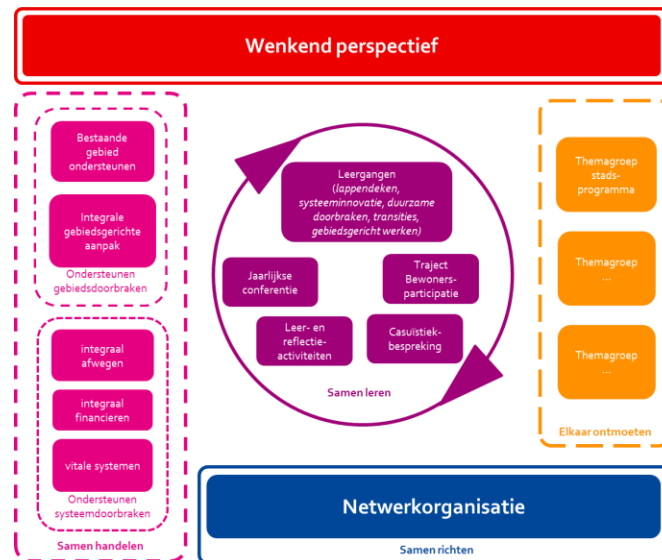 Wenkend perspectief
Bestaande
gebied
ondersteunen
Integrale
gebiedsgerichte
aanpak
Ondersteunen
gebiedsdoorbraken
integraal
afwegen
integraal
financieren
vitale systemen
Ondersteunen
systeemdoorbraken
Samen handelen
Leergangen
(lappendeken,
systeeminnovatie, duurzame
doorbraken, transities,
gebiedsgericht werken)
Jaarlijkse
conferentie
Traject
Bewoners-
participatie
Leer- en
reflectie-
activiteiten
Casuïstiek-
bespreking
Samen leren
Themagroep
stads-
programma
Themagroep
...
Themagroep
...
Elkaar ontmoeten
Netwerkorganisatie
Samen richten